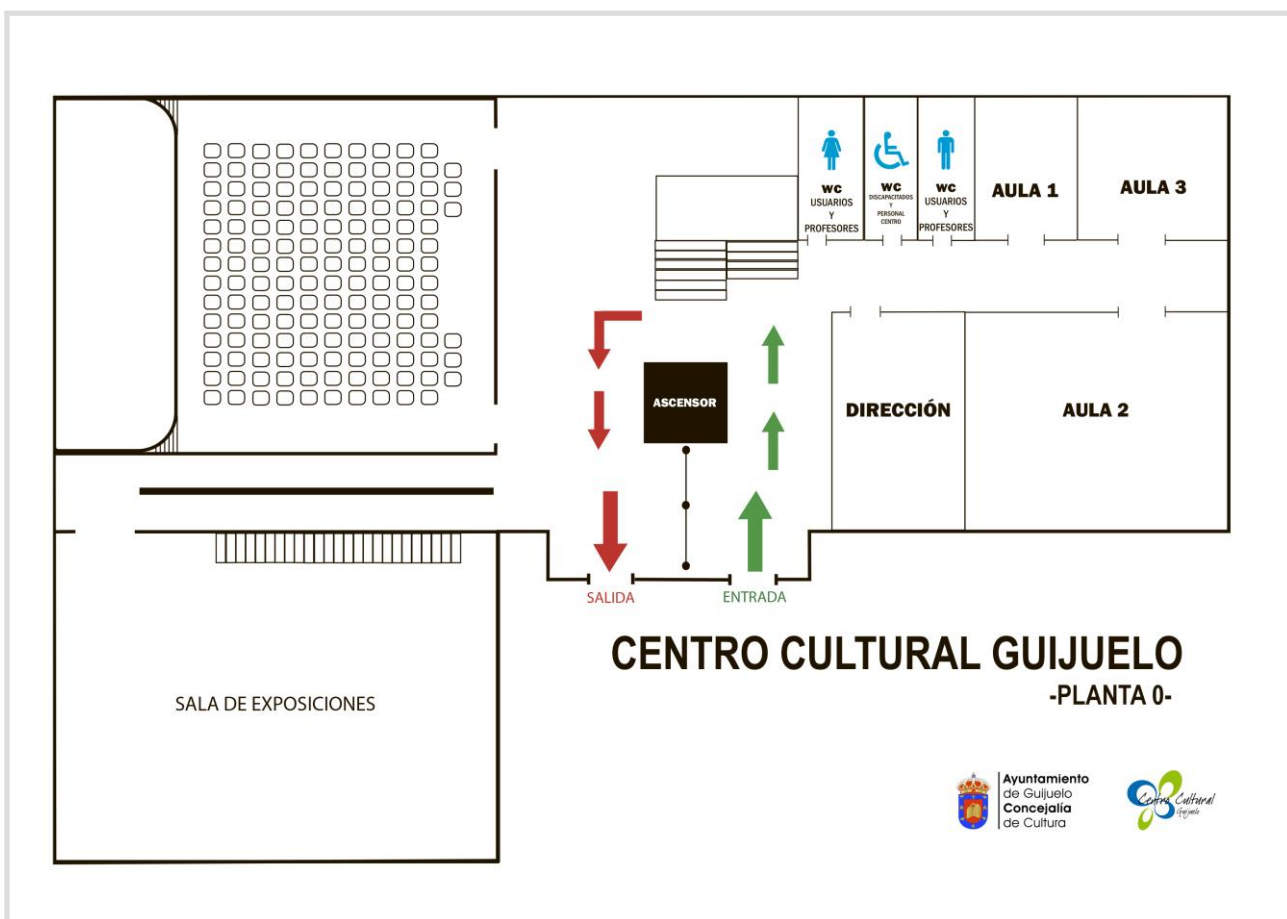 WC
USUARIOS
Y
PROFESORES
WC
DISCAPACITADOS
Y
PERSONAL
CENTRO
WC
USUARIOS
Y
PROFESORES
AULA 1
AULA 3
ASCENSOR
DIRECCIÓN
AULA 2
SALIDA
ENTRADA
CENTRO CULTURAL GUIJUELO
-PLANTA 0-
SALA DE EXPOSICIONES
Ayuntamiento
de Guijuelo
Concejalía
de Cultura
Centro Cultural
Guijuelo